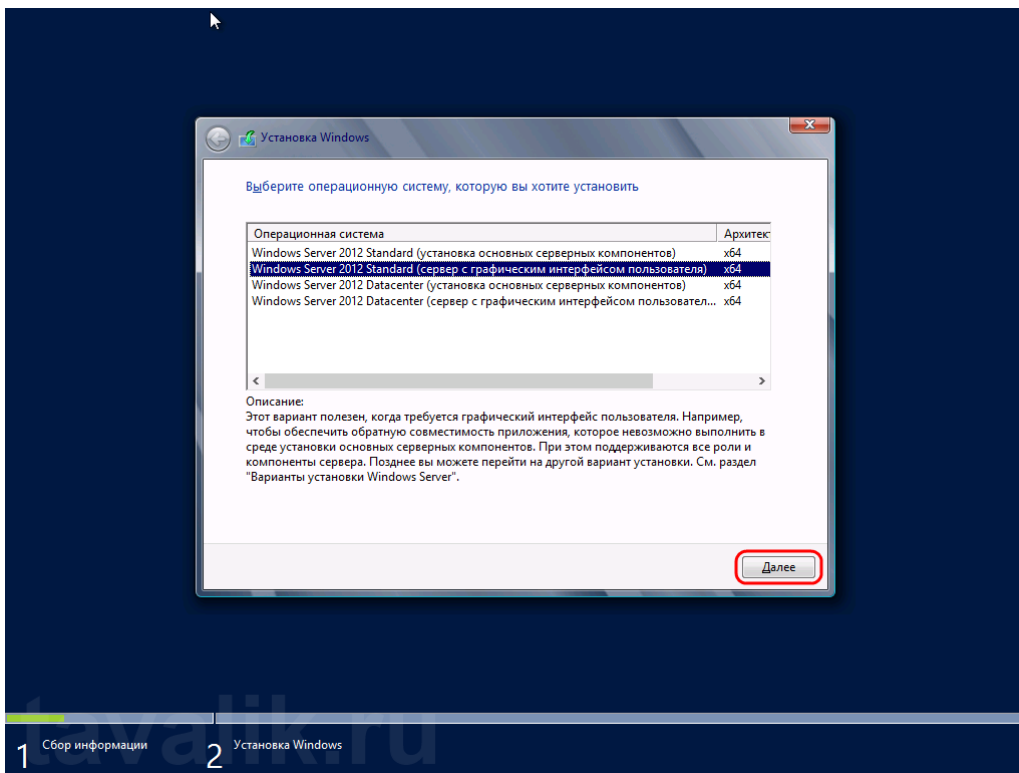 Установка Windows
Выберите операционную систему, которую вы хотите установить
Операционная система Архитек
Windows Server 2012 Standard (установка основных серверных компонентов) x64
Windows Server 2012 Standard (сервер с графическим интерфейсом пользователя) x64
Windows Server 2012 Datacenter (установка основных серверных компонентов) x64
Windows Server 2012 Datacenter (сервер с графическим интерфейсом пользовател... x64
Описание:
Этот вариант полезен, когда требуется графический интерфейс пользователя. Например,
чтобы обеспечить обратную совместимость приложения, которое невозможно выполнить в
среде установки основных серверных компонентов. При этом поддерживаются все роли и
компоненты сервера. Позднее вы можете перейти на другой вариант установки. См. раздел
"Варианты установки Windows Server".
Далее
tavalik.ru
1 Сбор информации 2 Установка Windows